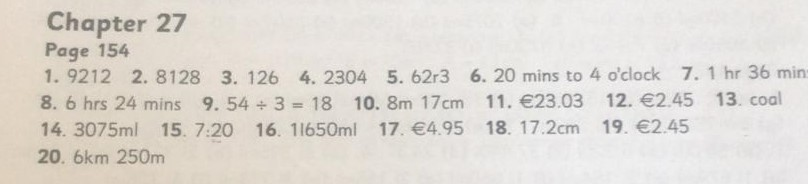 Chapter 27
Page 154
1. 9212 2. 8128 3. 126 4. 2304 5. 62r3 6. 20 mins to 4 o'clock 7. 1 hr 36 min
8. 6 hrs 24 mins 9. 54 ÷ 3 = 18 10. 8m 17cm 11. €23.03 12. €2.45 13. coal
14. 3075ml 15. 7:20 16. 11650ml 17. €4.95 18. 17.2cm 19. €2.45
20. 6km 250m